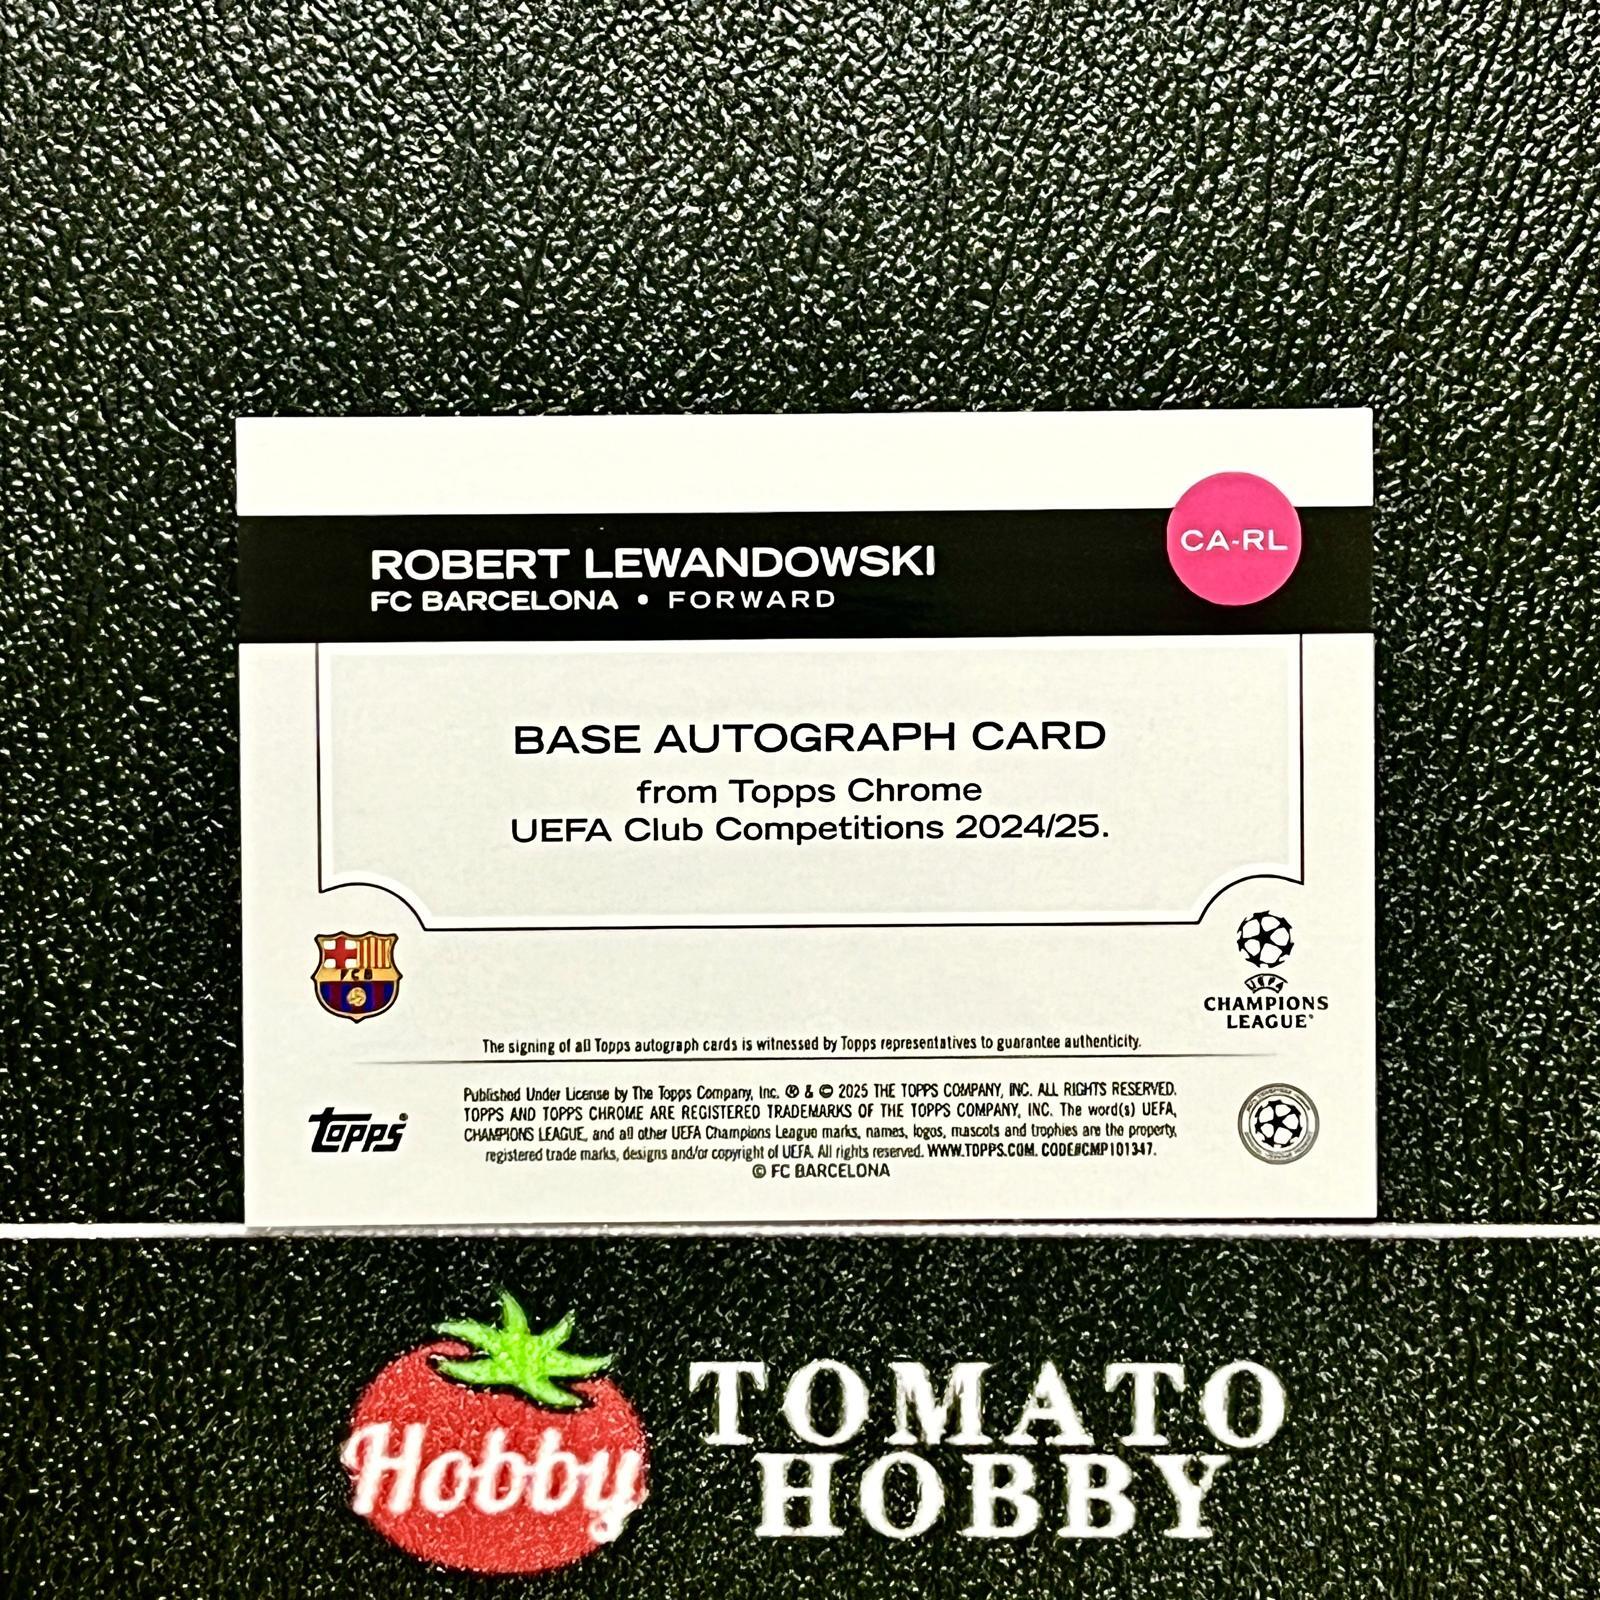 CA-RL
ROBERT LEWANDOWSKI
FC BARCELONA • FORWARD
BASE AUTOGRAPH CARD
from Topps Chrome
UEFA Club Competitions 2024/25.
FCB
UEFA
CHAMPIONS
LEAGUE®
The signing of all Topps autograph cards is witnessed by Topps representatives to guarantee authenticity.
Topps®
Published Under License by The Topps Company, Inc. ® & © 2025 THE TOPPS COMPANY, INC. ALL RIGHTS RESERVED.
TOPPS AND TOPPS CHROME ARE REGISTERED TRADEMARKS OF THE TOPPS COMPANY, INC. The word(s) UEFA,
CHAMPIONS LEAGUE, and all other UEFA Champions League marks, names, logos, mascots and trophies are the property,
registered trade marks, designs and/or copyright of UEFA. All rights reserved. WWW.TOPPS.COM. CODE#CMP101347.
© FC BARCELONA
Hobby
TOMATO
HOBBY